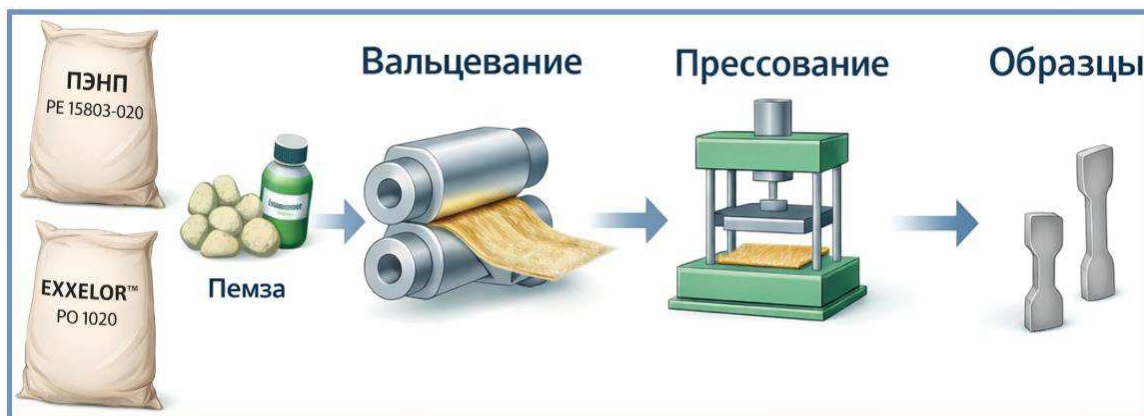 ПЭНП
PE 15803-020
EXXELOR™
PO 1020
Пемза
Вальцевание
Прессование
Образцы